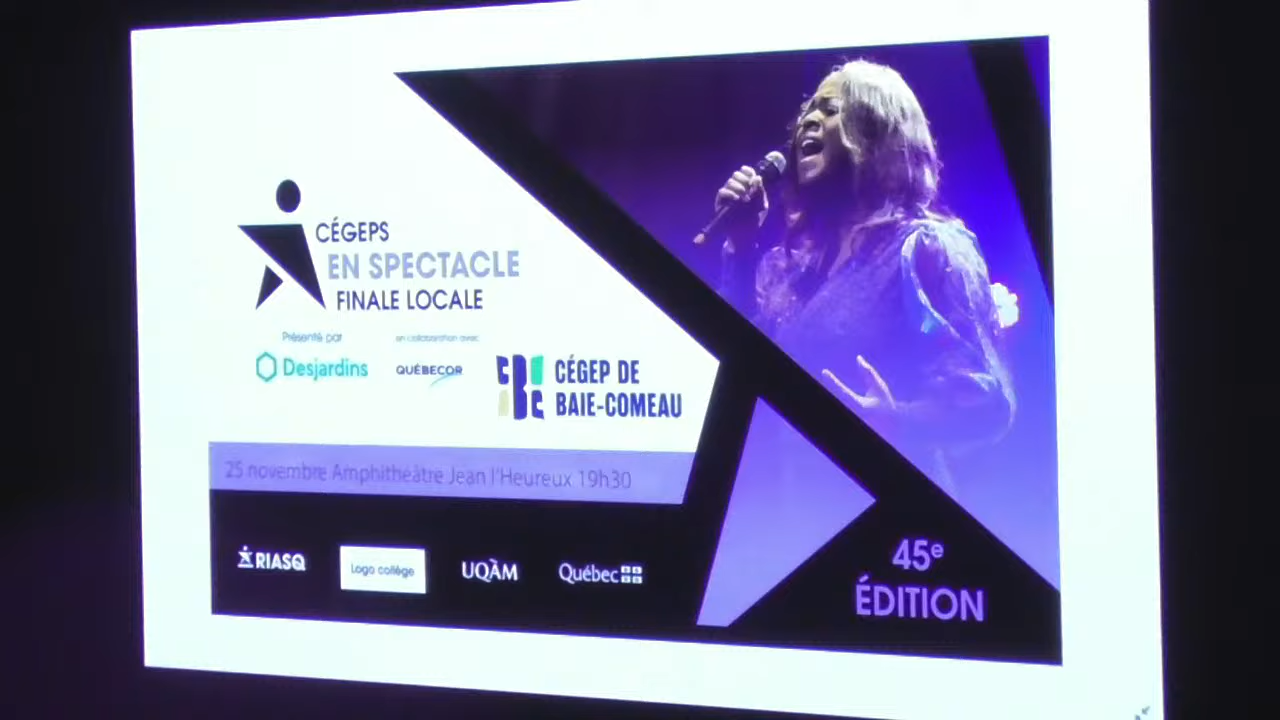 CÉGEPS
EN SPECTACLE
FINALE LOCALE
Présenté par
Desjardins
en collaboration avec
QUÉBECOR
CÉGEP DE
BAIE-COMEAU
25 novembre Amphithéâtre Jean l'Heureux 19h30
RIASQ
Logo collège
UQÀM
Québec
45e
ÉDITION